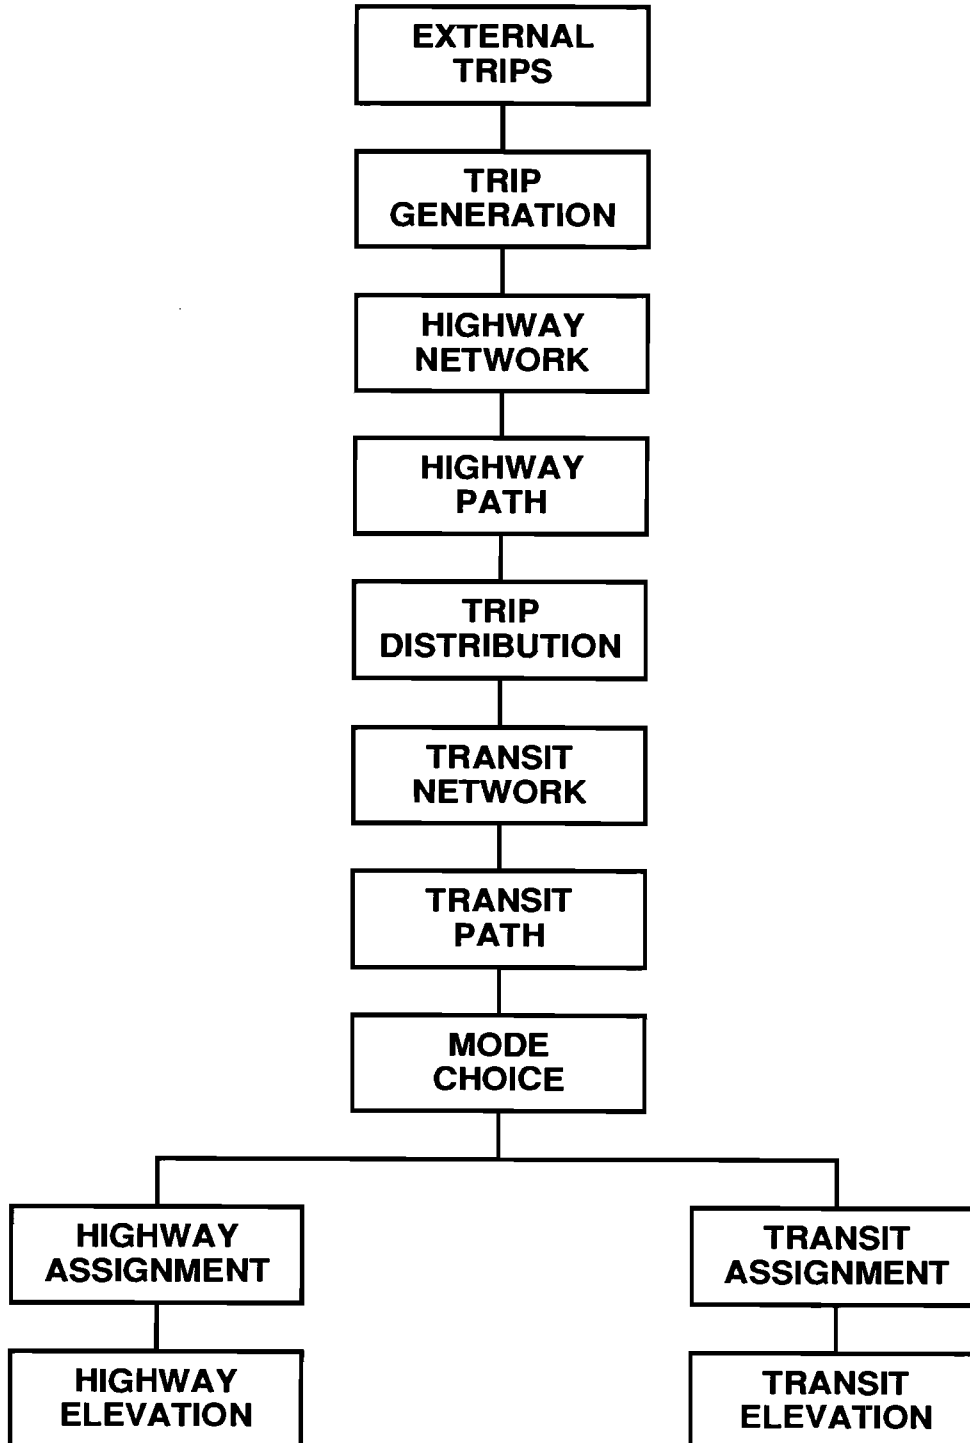 EXTERNAL
TRIPS
TRIP
GENERATION
HIGHWAY
NETWORK
HIGHWAY
PATH
TRIP
DISTRIBUTION
TRANSIT
NETWORK
TRANSIT
PATH
MODE
CHOICE
HIGHWAY
ASSIGNMENT
TRANSIT
ASSIGNMENT
HIGHWAY
ELEVATION
TRANSIT
ELEVATION